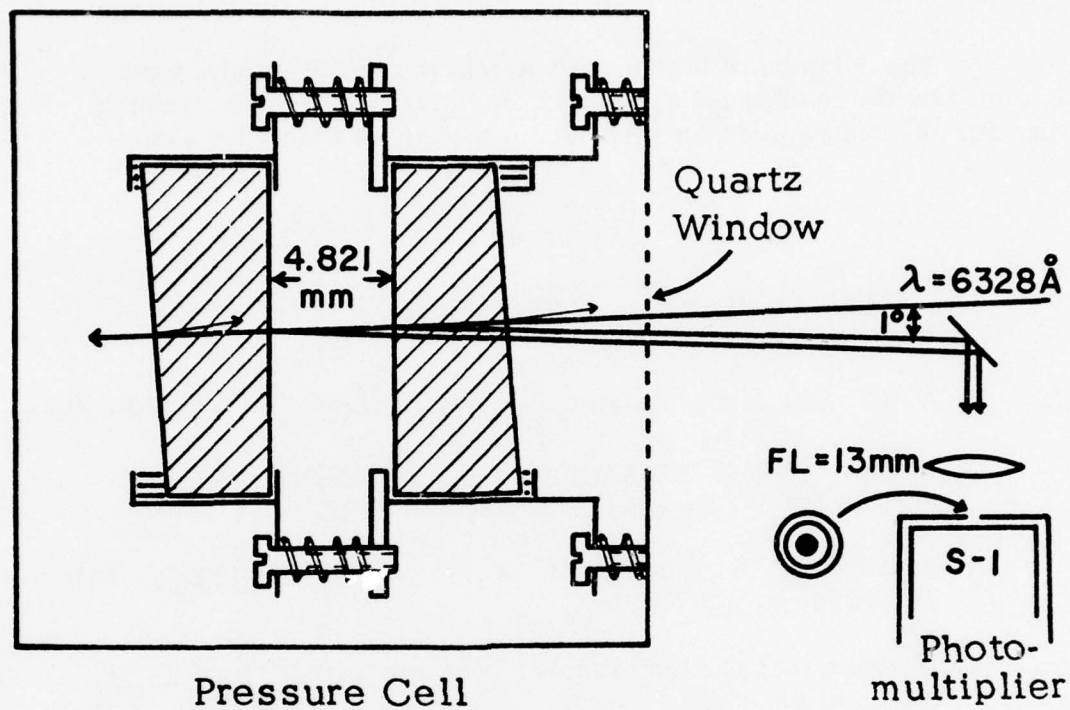 Quartz
Window
4.821
mm
λ=6328Å
1°
FL=13mm
S-1
Photo-
multiplier
Pressure Cell